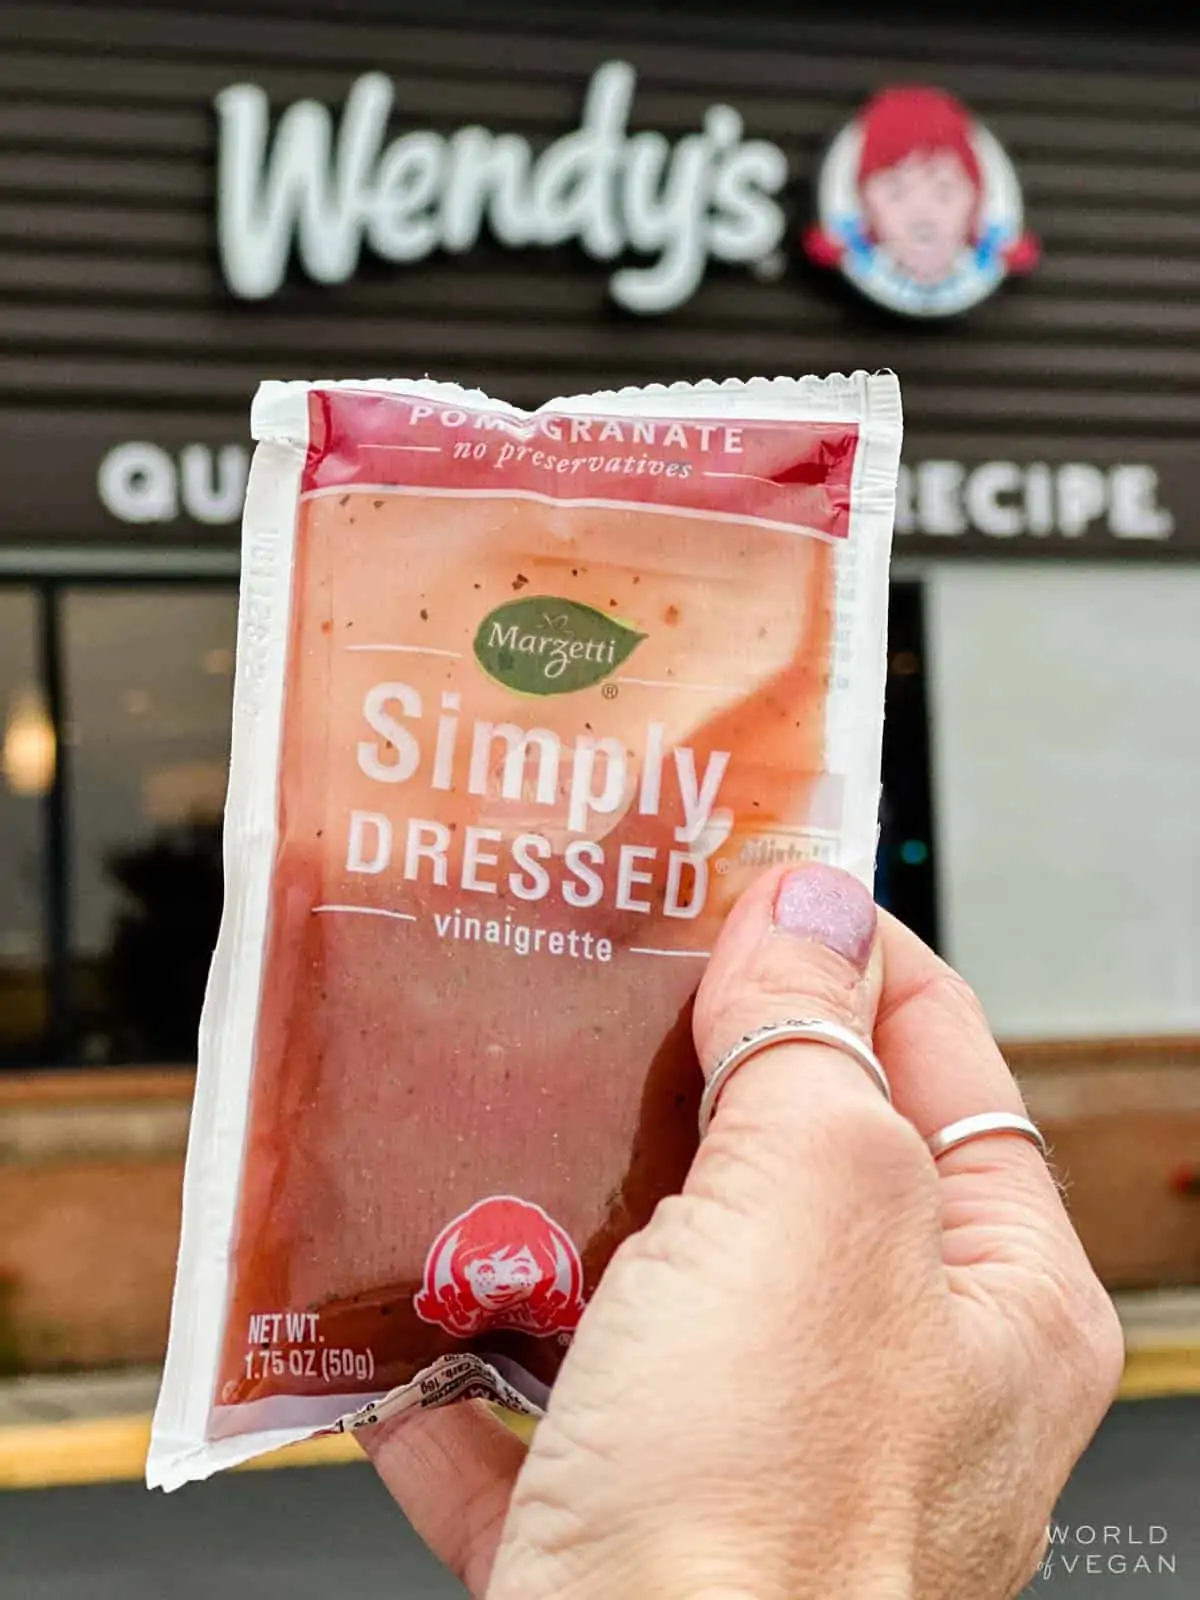 Wendy's
QU
RECIPE.
POMEGRANATE
no preservatives
Marzetti
®
Simply
DRESSED®
vinaigrette
NET WT.
1.75 OZ (50g)
®
WORLD
of VEGAN